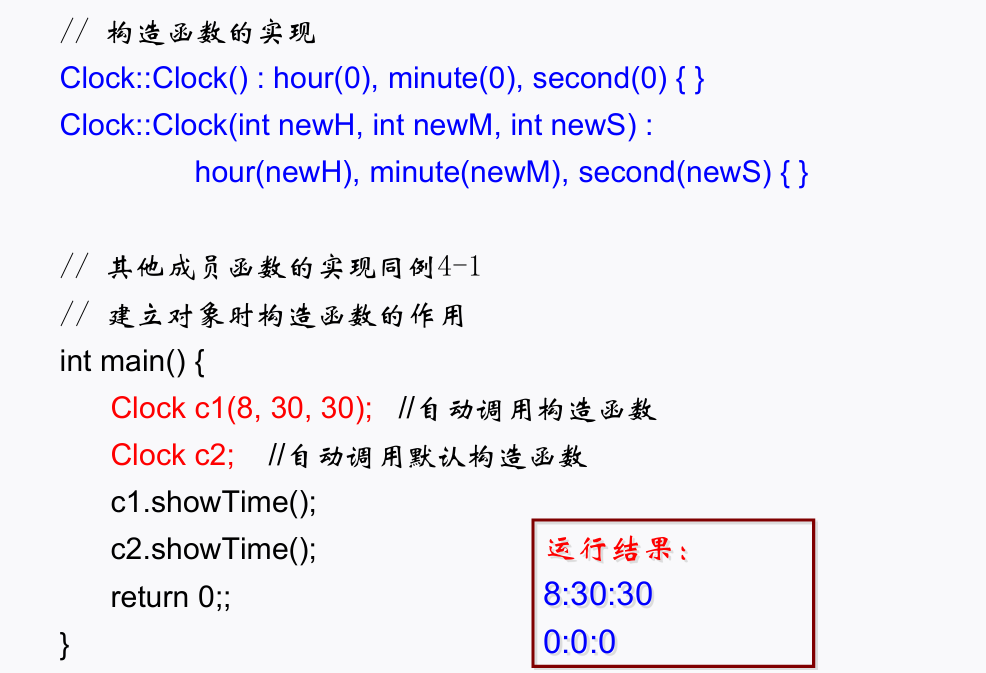 // 构造函数的实现
Clock::Clock() : hour(0), minute(0), second(0) { }
Clock::Clock(int newH, int newM, int newS) :
hour(newH), minute(newM), second(newS) { }
// 其他成员函数的实现同例4-1
// 建立对象时构造函数的作用
int main() {
Clock c1(8, 30, 30); //自动调用构造函数
Clock c2; //自动调用默认构造函数
c1.showTime();
c2.showTime();
return 0;;
}
运行结果：
8:30:30
0:0:0